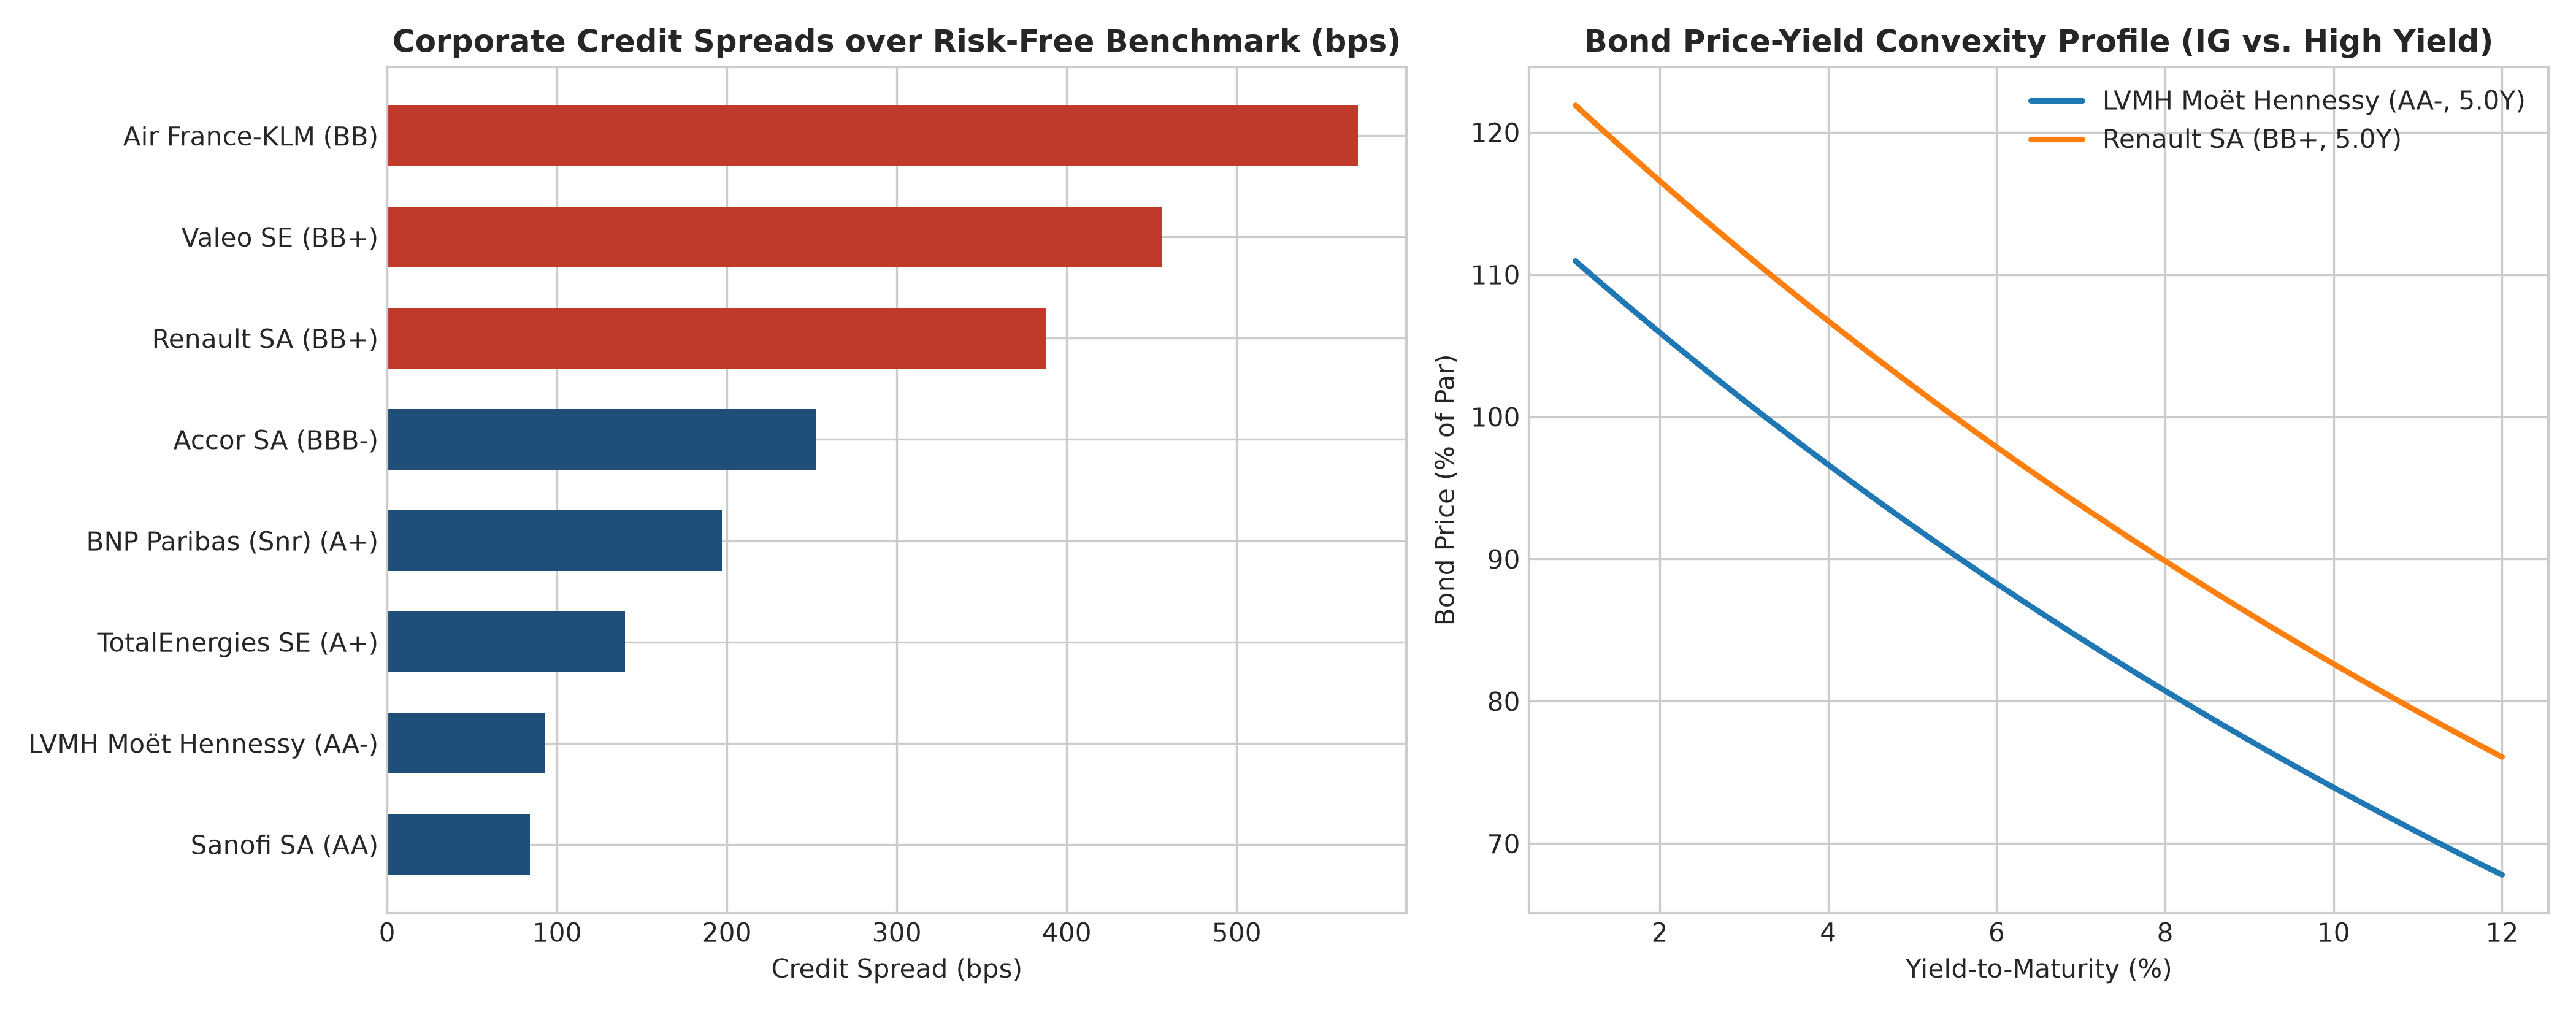 Corporate Credit Spreads over Risk-Free Benchmark (bps)
Air France-KLM (BB)
Valeo SE (BB+)
Renault SA (BB+)
Accor SA (BBB-)
BNP Paribas (Snr) (A+)
TotalEnergies SE (A+)
LVMH Moët Hennessy (AA-)
Sanofi SA (AA)
0 100 200 300 400 500
Credit Spread (bps)
Bond Price-Yield Convexity Profile (IG vs. High Yield)
LVMH Moët Hennessy (AA-, 5.0Y)
Renault SA (BB+, 5.0Y)
Bond Price (% of Par)
120
110
100
90
80
70
2 4 6 8 10 12
Yield-to-Maturity (%)